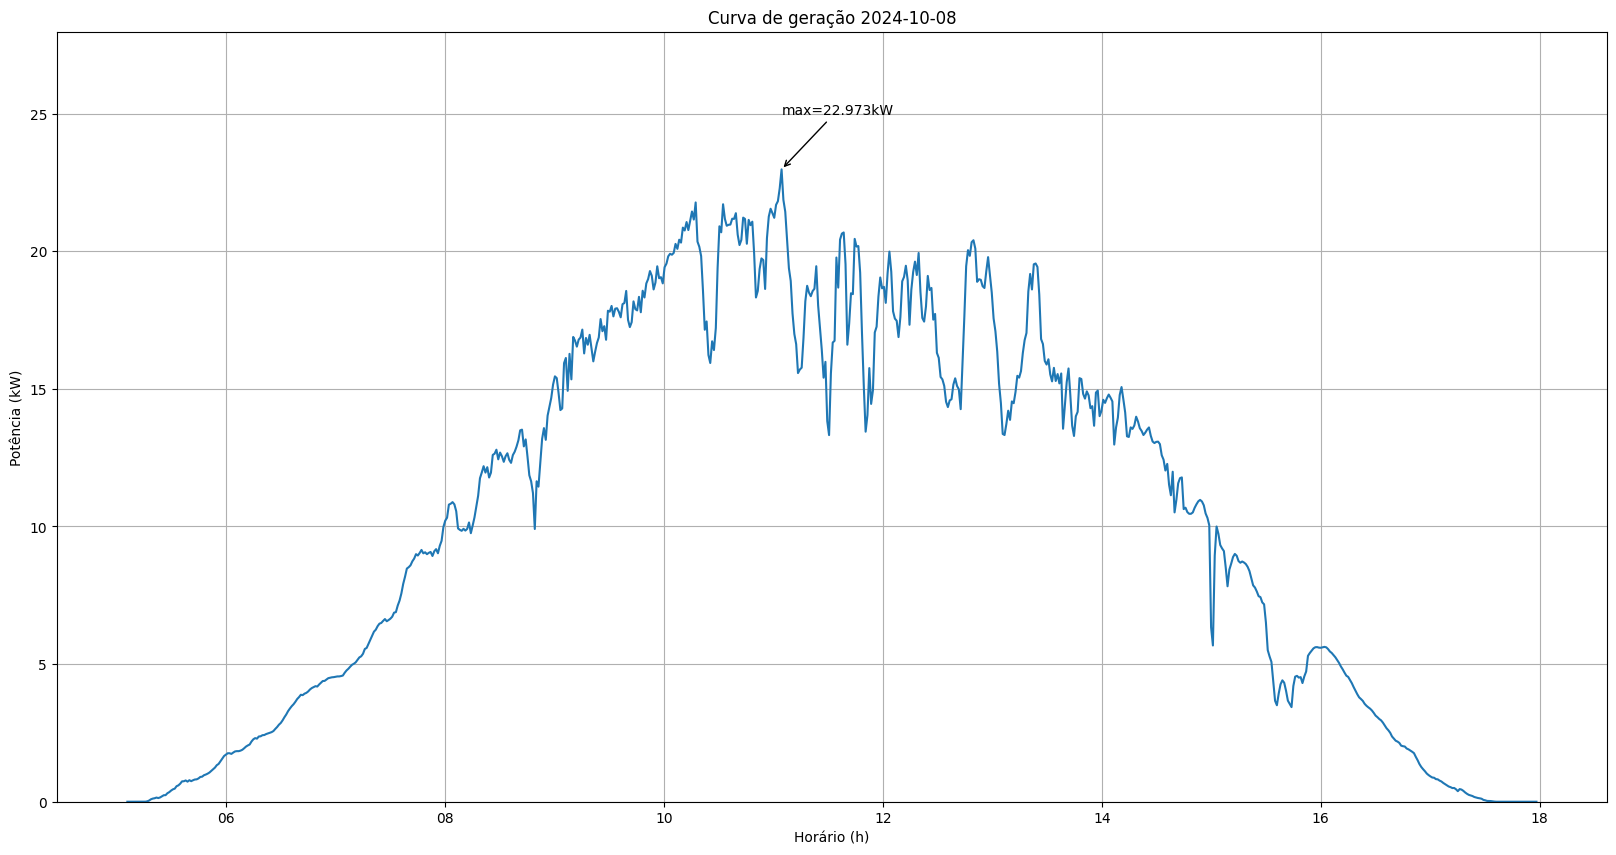 Curva de geração 2024-10-08
max=22.973kW
Potência (kW)
25
20
15
10
5
0
06 08 10 12 14 16 18
Horário (h)